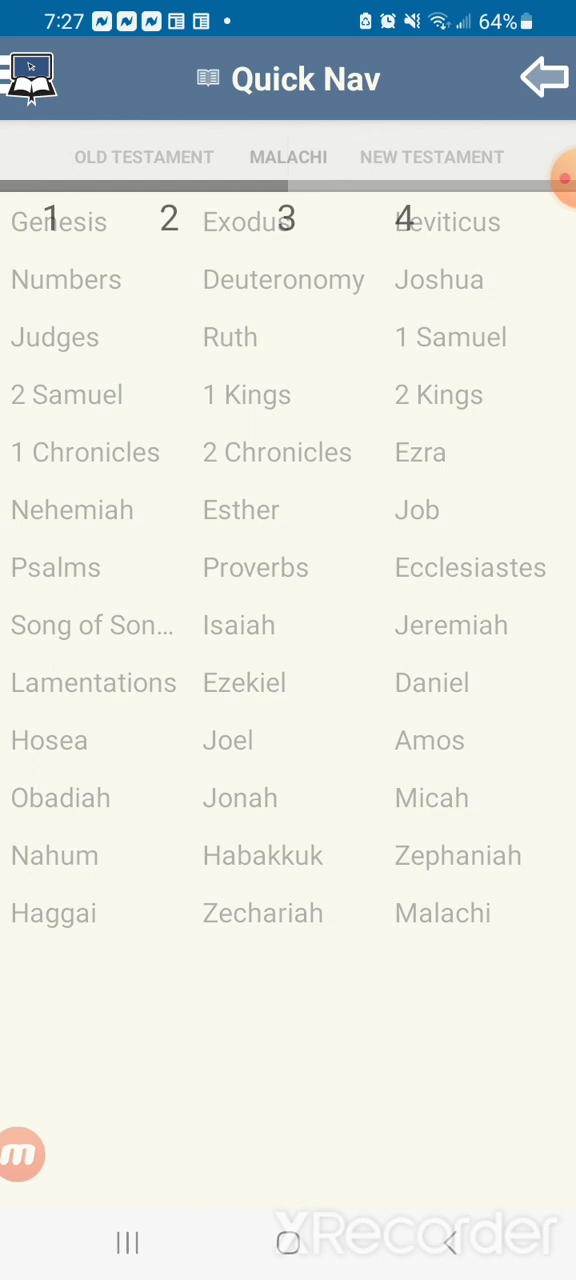 7:27 64%
Quick Nav
OLD TESTAMENT MALACHI NEW TESTAMENT
1 2 3 4
Genesis Exodus Leviticus
Numbers Deuteronomy Joshua
Judges Ruth 1 Samuel
2 Samuel 1 Kings 2 Kings
1 Chronicles 2 Chronicles Ezra
Nehemiah Esther Job
Psalms Proverbs Ecclesiastes
Song of Son... Isaiah Jeremiah
Lamentations Ezekiel Daniel
Hosea Joel Amos
Obadiah Jonah Micah
Nahum Habakkuk Zephaniah
Haggai Zechariah Malachi
XRecorder